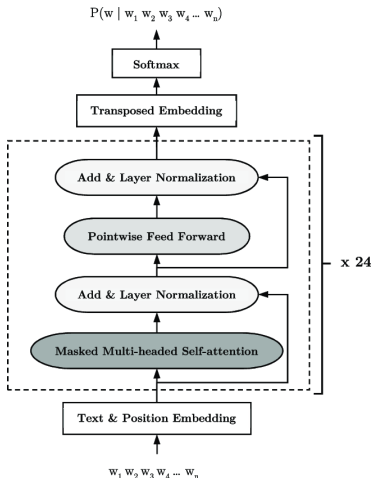 P(w | w₁ w₂ w₃ w₄ ... wₙ)
Softmax
Transposed Embedding
Add & Layer Normalization
Pointwise Feed Forward
x 24
Add & Layer Normalization
Masked Multi-headed Self-attention
Text & Position Embedding
w₁ w₂ w₃ w₄ ... wₙ